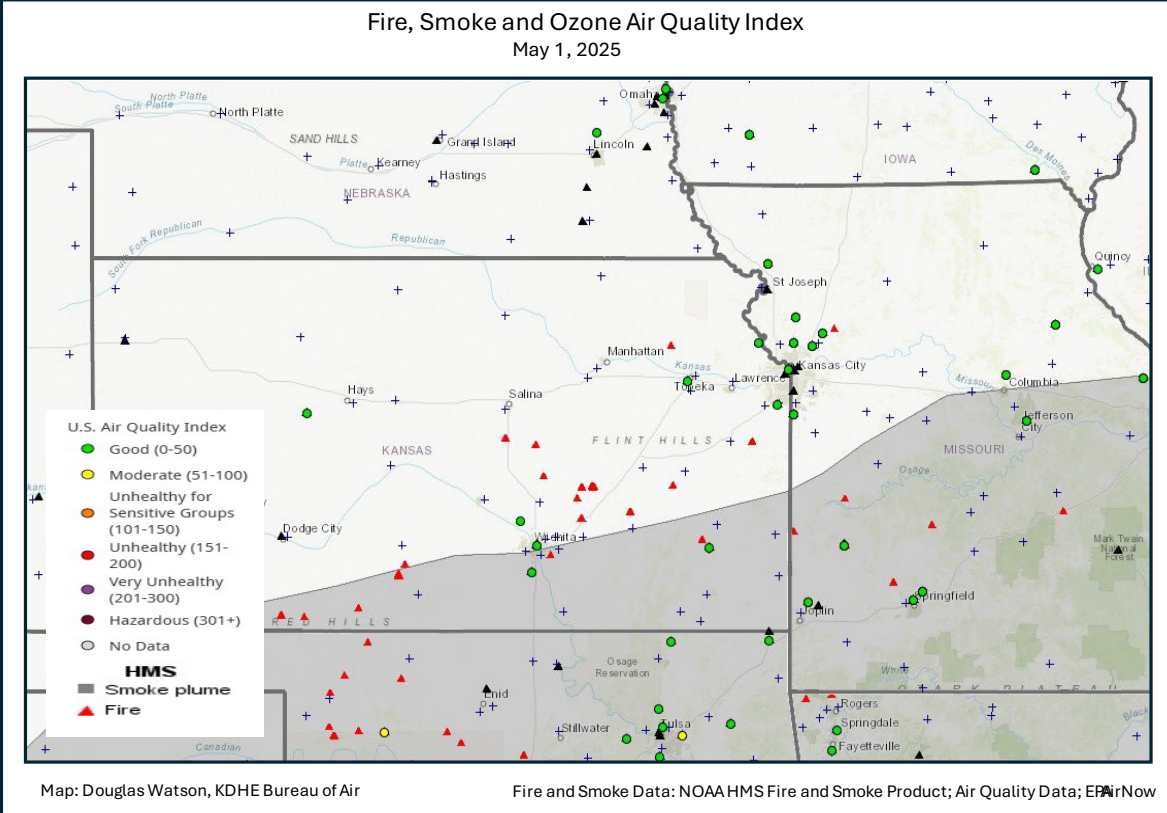 Fire, Smoke and Ozone Air Quality Index
May 1, 2025
North Platte
South Platte
North Platte
SAND HILLS
Platte
Kearney
Grand Island
Hastings
NEBRASKA
Lincoln
Omaha
IOWA
Des Moines
South Fork Republican
Republican
Quincy
St Joseph
Manhattan
Kansas
Topeka
Lawrence
Kansas City
Missouri
Columbia
Jefferson
City
Hays
Salina
FLINT HILLS
KANSAS
MISSOURI
Osage
U.S. Air Quality Index
Good (0-50)
Moderate (51-100)
Unhealthy for
Sensitive Groups
(101-150)
Unhealthy (151-
200)
Very Unhealthy
(201-300)
Hazardous (301+)
No Data
HMS
Smoke plume
Fire
Dodge City
Wichita
Mark Twain
National
Forest
Springfield
Joplin
RED HILLS
Osage
Reservation
White
OZARK PLATEAU
Enid
Stillwater
Tulsa
Rogers
Springdale
Fayetteville
Black
Canadian
Map: Douglas Watson, KDHE Bureau of Air
Fire and Smoke Data: NOAA HMS Fire and Smoke Product; Air Quality Data; EPA AirNow